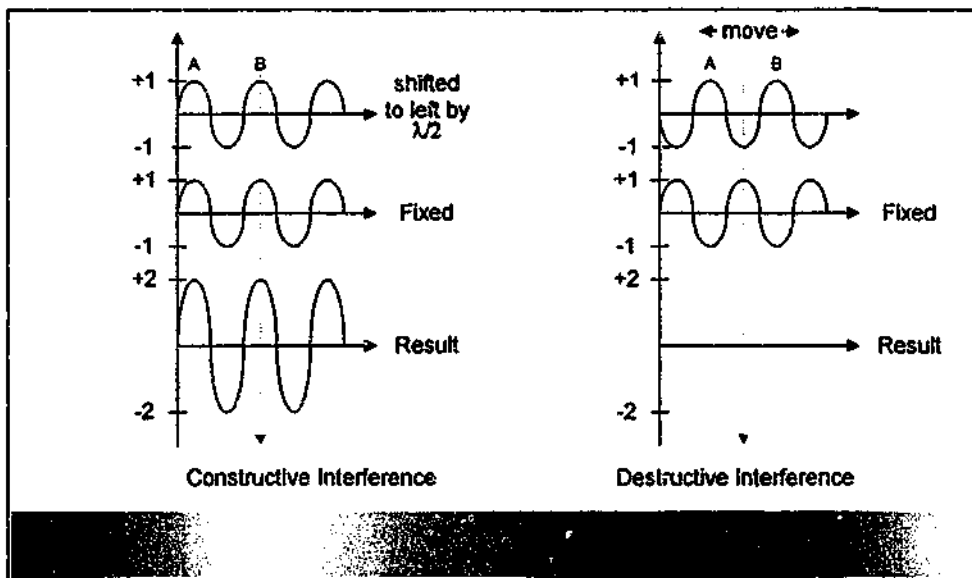 A B
+1
-1
shifted
to left by
λ/2
+1
-1
Fixed
+2
-2
Result
Constructive Interference
move
A B
+1
-1
+1
-1
Fixed
+2
-2
Result
Destructive Interference